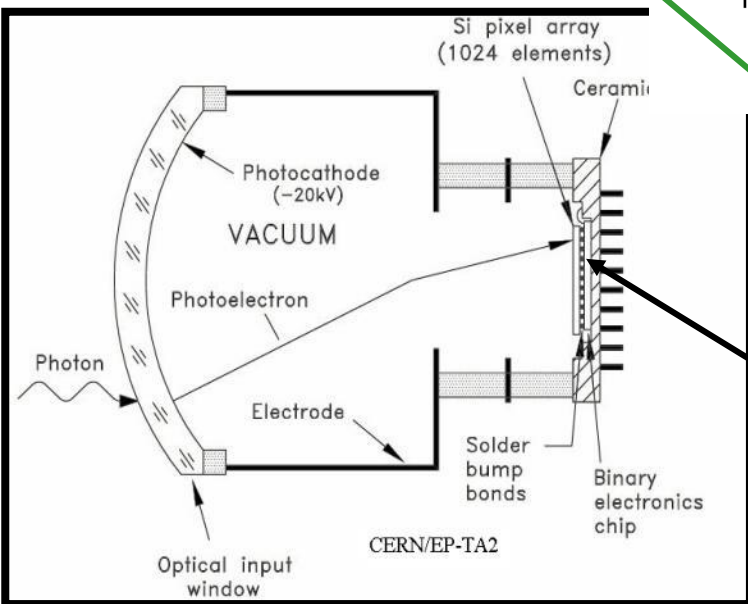 Si pixel array
(1024 elements)
Photocathode
(-20kV)
VACUUM
Photoelectron
Photon
Electrode
Solder
bump
bonds
Binary
electronics
chip
CERN/EP-TA2
Optical input
window